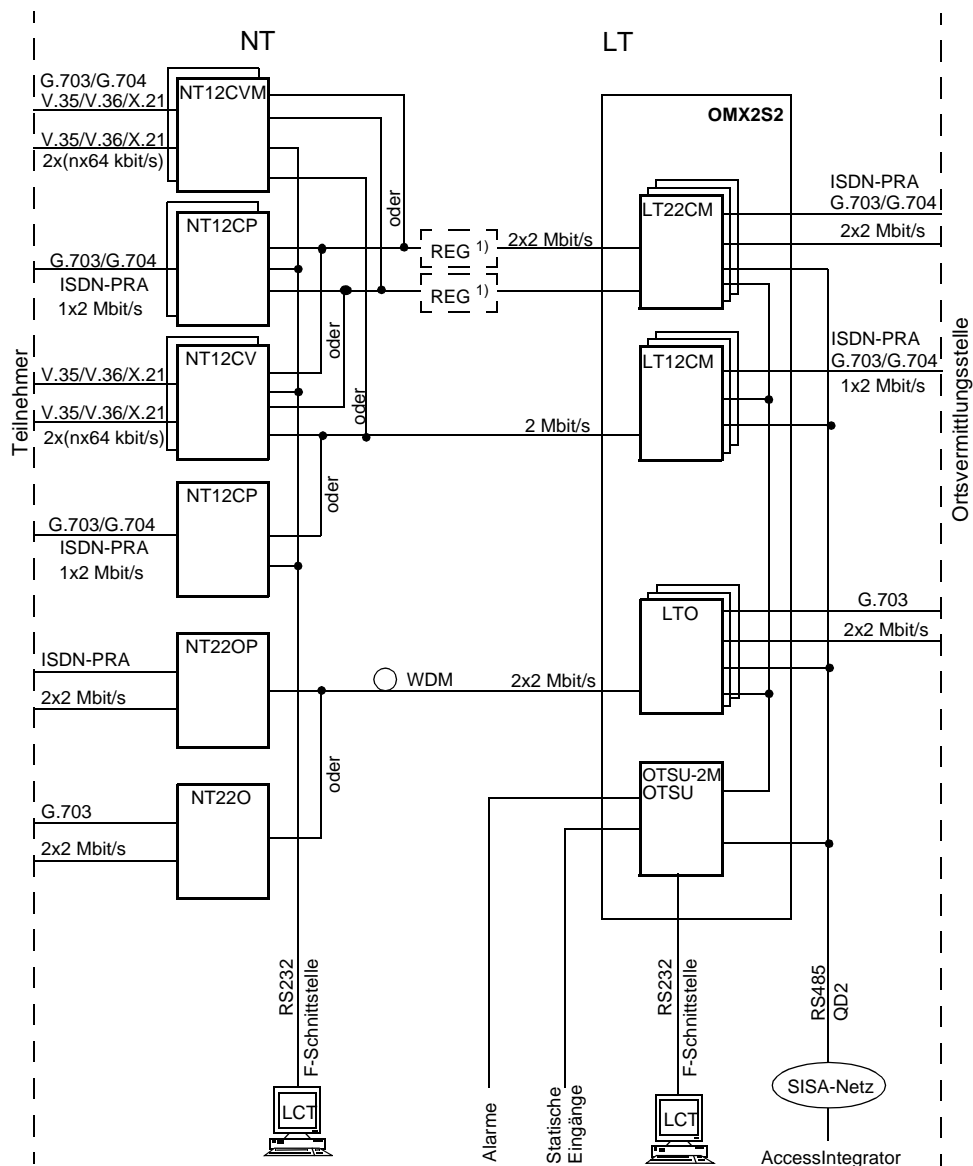 NT
LT
G.703/G.704
V.35/V.36/X.21
V.35/V.36/X.21
2x(nx64 kbit/s)
NT12CVM
OMX2S2
oder
NT12CP
G.703/G.704
ISDN-PRA
1x2 Mbit/s
REG 1)
2x2 Mbit/s
REG 1)
LT22CM
ISDN-PRA
G.703/G.704
2x2 Mbit/s
Teilnehmer
NT12CV
V.35/V.36/X.21
V.35/V.36/X.21
2x(nx64 kbit/s)
oder
oder
2 Mbit/s
LT12CM
ISDN-PRA
G.703/G.704
1x2 Mbit/s
Ortsvermittlungsstelle
NT12CP
G.703/G.704
ISDN-PRA
1x2 Mbit/s
oder
LTO
G.703
2x2 Mbit/s
NT22OP
ISDN-PRA
2x2 Mbit/s
WDM
2x2 Mbit/s
oder
NT22O
G.703
2x2 Mbit/s
OTSU-2M
OTSU
RS232
F-Schnittstelle
LCT
Alarme
Statische
Eingänge
RS232
F-Schnittstelle
LCT
RS485
QD2
SISA-Netz
AccessIntegrator